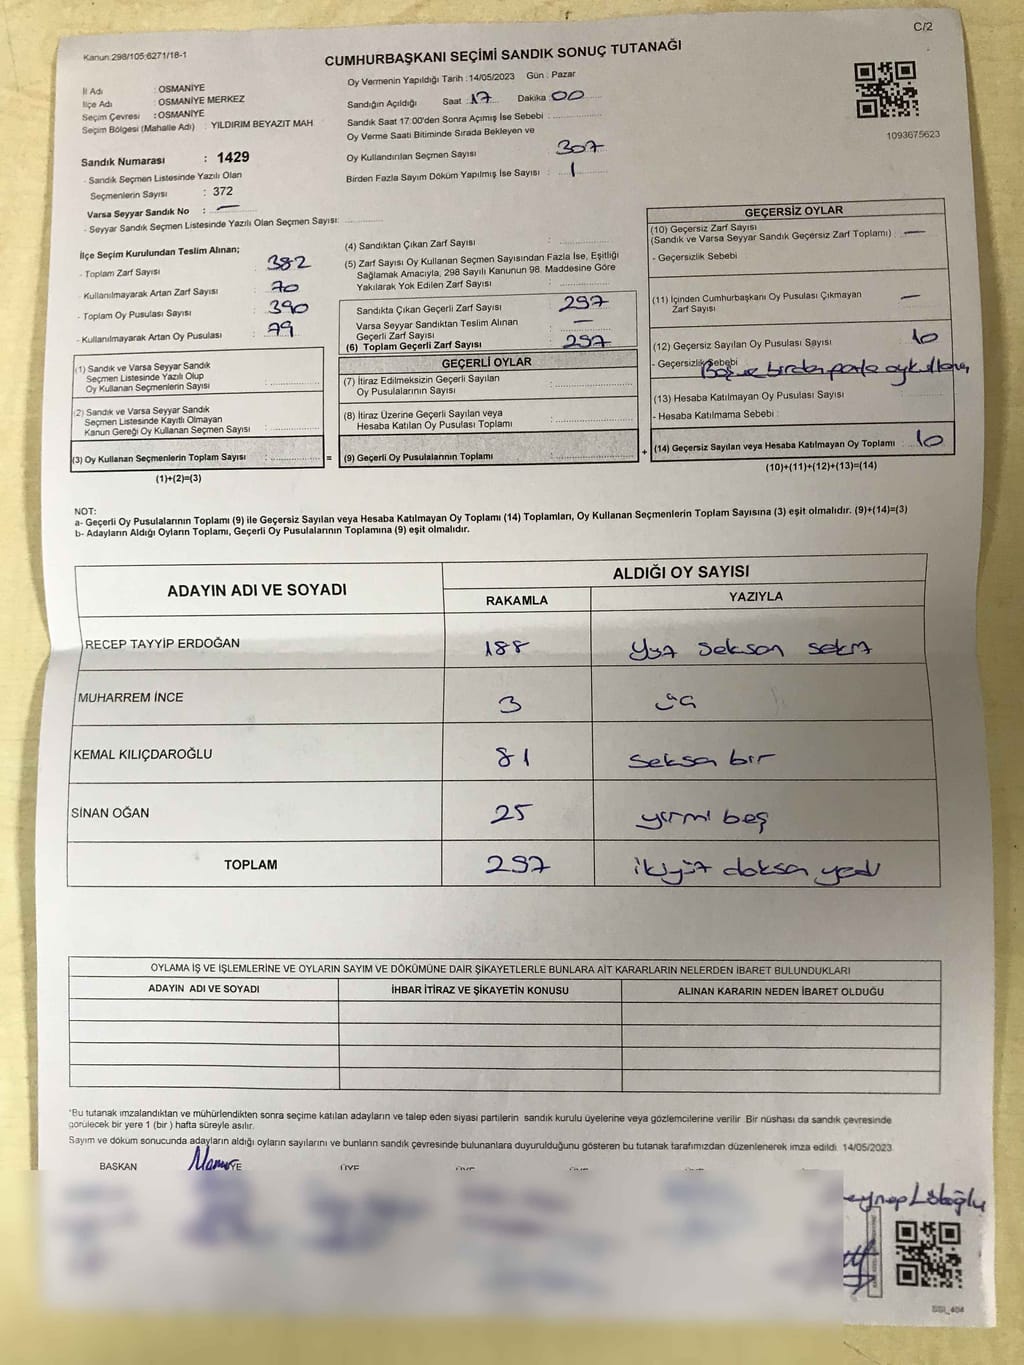 C/2
Kanun:298/105:6271/18-1
CUMHURBAŞKANI SEÇİMİ SANDIK SONUÇ TUTANAĞI
İl Adı : OSMANİYE
İlçe Adı : OSMANİYE MERKEZ
Seçim Çevresi : OSMANİYE
Seçim Bölgesi (Mahalle Adı) : YILDIRIM BEYAZIT MAH
Sandık Numarası : 1429
- Sandık Seçmen Listesinde Yazılı Olan
Seçmenlerin Sayısı : 372
Varsa Seyyar Sandık No : —
- Seyyar Sandık Seçmen Listesinde Yazılı Olan Seçmen Sayısı:
Oy Vermenin Yapıldığı Tarih :14/05/2023 Gün : Pazar
Sandığın Açıldığı Saat : 17 Dakika : 00
Sandık Saat 17:00'den Sonra Açımış İse Sebebi :
Oy Verme Saati Bitiminde Sırada Bekleyen ve
Oy Kullandırılan Seçmen Sayısı : 307
Birden Fazla Sayım Döküm Yapılmış İse Sayısı : 1
1093675623
İlçe Seçim Kurulundan Teslim Alınan;
- Toplam Zarf Sayısı : 382
- Kullanılmayarak Artan Zarf Sayısı : 70
- Toplam Oy Pusulası Sayısı : 390
- Kullanılmayarak Artan Oy Pusulası : 79
(1) Sandık ve Varsa Seyyar Sandık
Seçmen Listesinde Yazılı Olup
Oy Kullanan Seçmenlerin Sayısı :
(2) Sandık ve Varsa Seyyar Sandık
Seçmen Listesinde Kayıtlı Olmayan
Kanun Gereği Oy Kullanan Seçmen Sayısı :
(3) Oy Kullanan Seçmenlerin Toplam Sayısı : =
(1)+(2)=(3)
(4) Sandıktan Çıkan Zarf Sayısı :
(5) Zarf Sayısı Oy Kullanan Seçmen Sayısından Fazla İse, Eşitliği
Sağlamak Amacıyla, 298 Sayılı Kanunun 98. Maddesine Göre
Yakılarak Yok Edilen Zarf Sayısı :
Sandıkta Çıkan Geçerli Zarf Sayısı : 297
Varsa Seyyar Sandıktan Teslim Alınan
Geçerli Zarf Sayısı : —
(6) Toplam Geçerli Zarf Sayısı : 297
GEÇERLİ OYLAR
(7) İtiraz Edilmeksizin Geçerli Sayılan
Oy Pusulasının Sayısı :
(8) İtiraz Üzerine Geçerli Sayılan veya
Hesaba Katılan Oy Pusulası Toplamı :
(9) Geçerli Oy Pusulalarının Toplamı : +
GEÇERSİZ OYLAR
(10) Geçersiz Zarf Sayısı
(Sandık ve Varsa Seyyar Sandık Geçersiz Zarf Toplamı) : —
- Geçersizlik Sebebi :
(11) İçinden Cumhurbaşkanı Oy Pusulası Çıkmayan
Zarf Sayısı : —
(12) Geçersiz Sayılan Oy Pusulası Sayısı : 10
- Geçersizlik Sebebi birden fazla oy
(13) Hesaba Katılmayan Oy Pusulası Sayısı :
- Hesaba Katılmama Sebebi :
(14) Geçersiz Sayılan veya Hesaba Katılmayan Oy Toplamı : 10
(10)+(11)+(12)+(13)=(14)
NOT:
a- Geçerli Oy Pusulalarının Toplamı (9) ile Geçersiz Sayılan veya Hesaba Katılmayan Oy Toplamı (14) Toplamları, Oy Kullanan Seçmenlerin Toplam Sayısına (3) eşit olmalıdır. (9)+(14)=(3)
b- Adayların Aldığı Oyların Toplamı, Geçerli Oy Pusulalarının Toplamına (9) eşit olmalıdır.
ADAYIN ADI VE SOYADI
ALDIĞI OY SAYISI
RAKAMLA YAZIYLA
RECEP TAYYİP ERDOĞAN 188 yüz seksen sekiz
MUHARREM İNCE 3 üç
KEMAL KILIÇDAROĞLU 81 seksen bir
SİNAN OĞAN 25 yirmi beş
TOPLAM 297 ikiyüz doksan yedi
OYLAMA İŞ VE İŞLEMLERİNE VE OYLARIN SAYIM VE DÖKÜMÜNE DAİR ŞİKAYETLERLE BUNLARA AİT KARARLARIN NELERDEN İBARET BULUNDUKLARI
ADAYIN ADI VE SOYADI İHBAR İTİRAZ VE ŞİKAYETİN KONUSU ALINAN KARARIN NEDEN İBARET OLDUĞU
*Bu tutanak imzalandıktan ve mühürlendikten sonra seçime katılan adayların ve talep eden siyasi partilerin sandık kurulu üyelerine veya gözlemcilerine verilir. Bir nüshası da sandık çevresinde
görülecek bir yere 1 (bir ) hafta süreyle asılır.
Sayım ve döküm sonucunda adayların aldığı oyların sayılarını ve bunların sandık çevresinde bulunanlara duyurulduğunu gösteren bu tutanak tarafımızdan düzenlenerek imza edildi. 14/05/2023
BAŞKAN
SSI_404